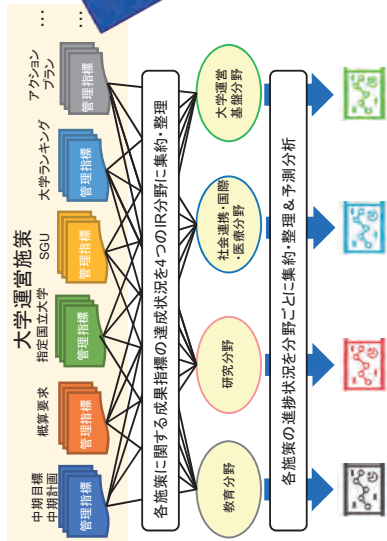 大学運営施策
中期目標
中期計画
概算要求
指定国立大学
SGU
大学ランキング
アクション
プラン
…
…
管理指標
管理指標
管理指標
管理指標
管理指標
管理指標
各施策に関する成果指標の達成状況を4つのIR分野に集約・整理
教育分野
研究分野
社会連携・国際
・医療分野
大学運営
基盤分野
各施策の進捗状況を分野ごとに集約・整理&予測分析